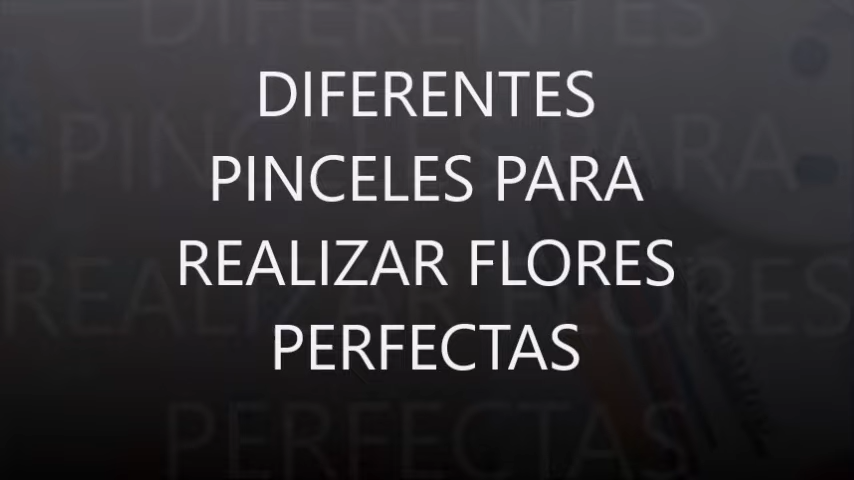 DIFERENTES
PINCELES PARA
REALIZAR FLORES
PERFECTAS